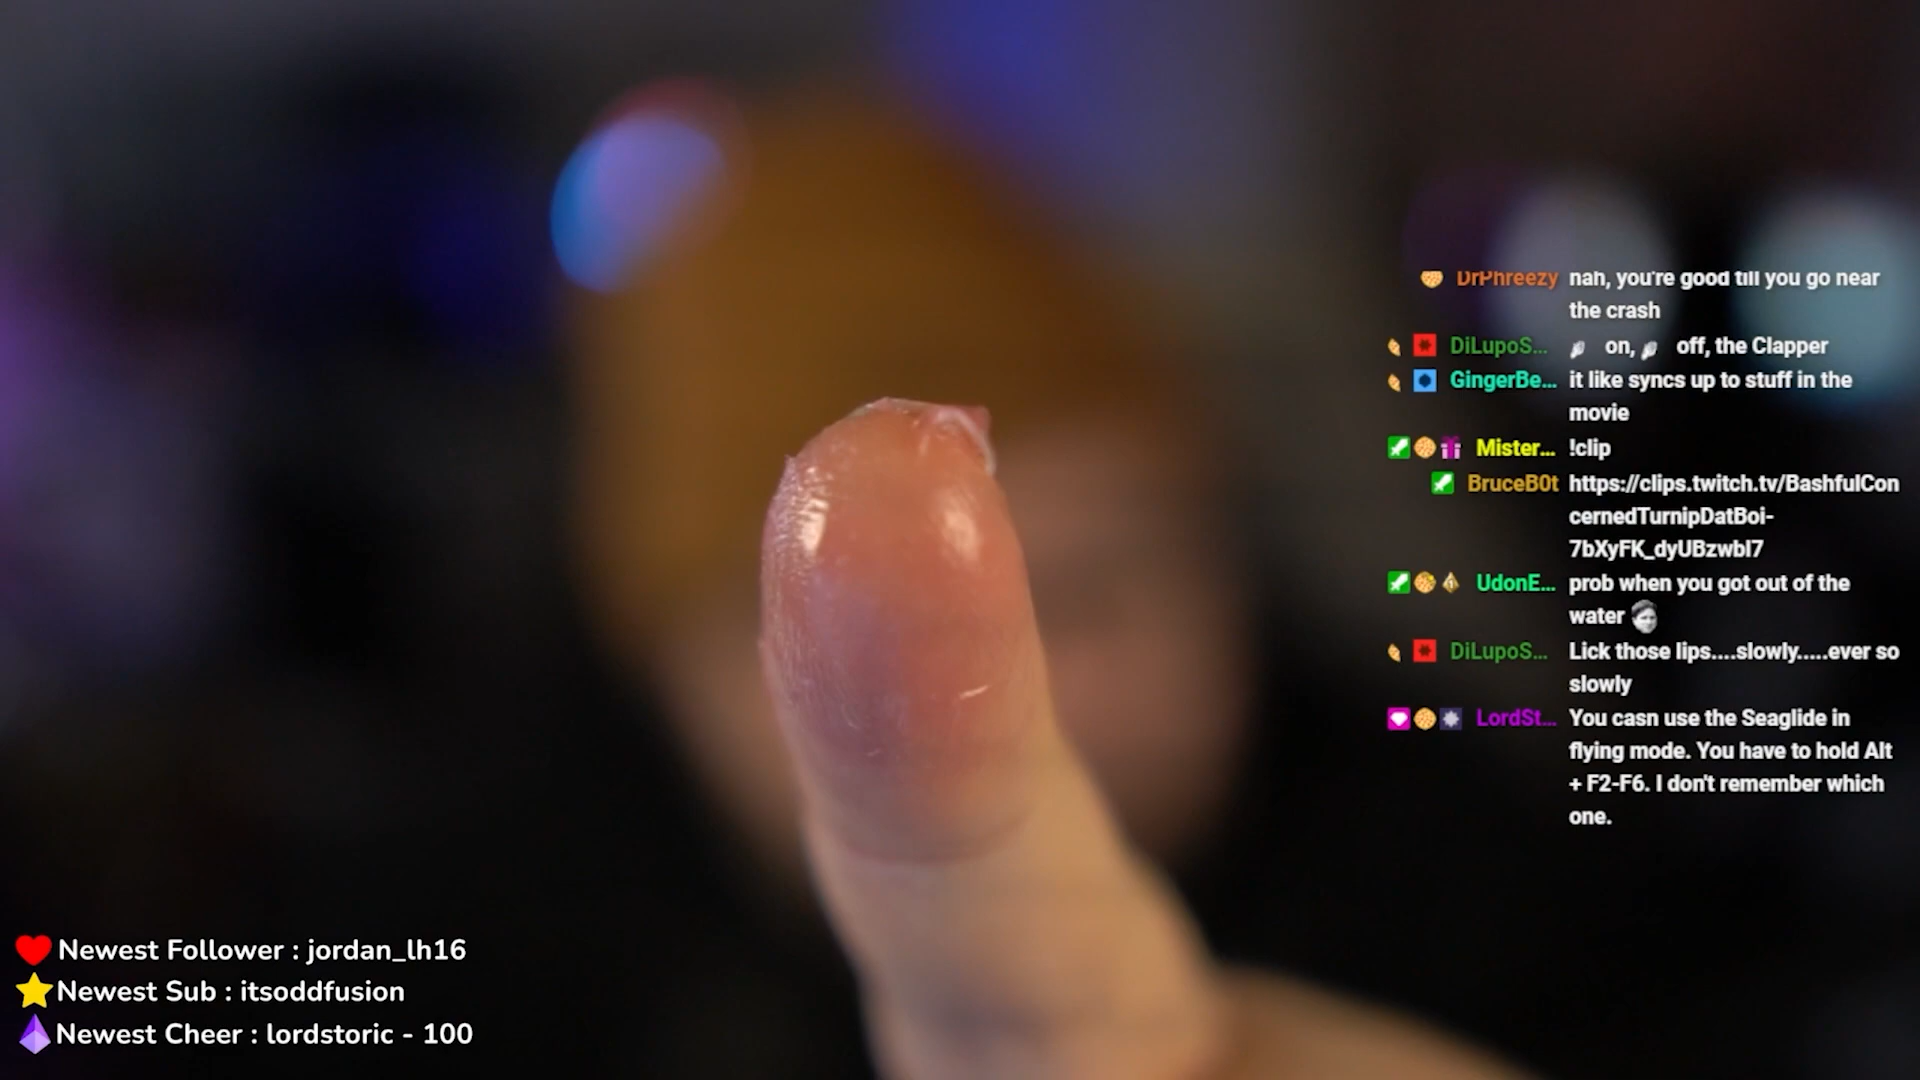 DrPhreezy nah, you're good till you go near
the crash
DiLupoS... on, off, the Clapper
GingerBe... it like syncs up to stuff in the
movie
Mister... !clip
BruceB0t https://clips.twitch.tv/BashfulCon
cernedTurnipDatBoi-
7bXyFK_dyUBzwbI7
UdonE... prob when you got out of the
water
DiLupoS... Lick those lips....slowly.....ever so
slowly
LordSt... You casn use the Seaglide in
flying mode. You have to hold Alt
+ F2-F6. I don't remember which
one.
Newest Follower : jordan_lh16
Newest Sub : itsoddfusion
Newest Cheer : lordstoric - 100